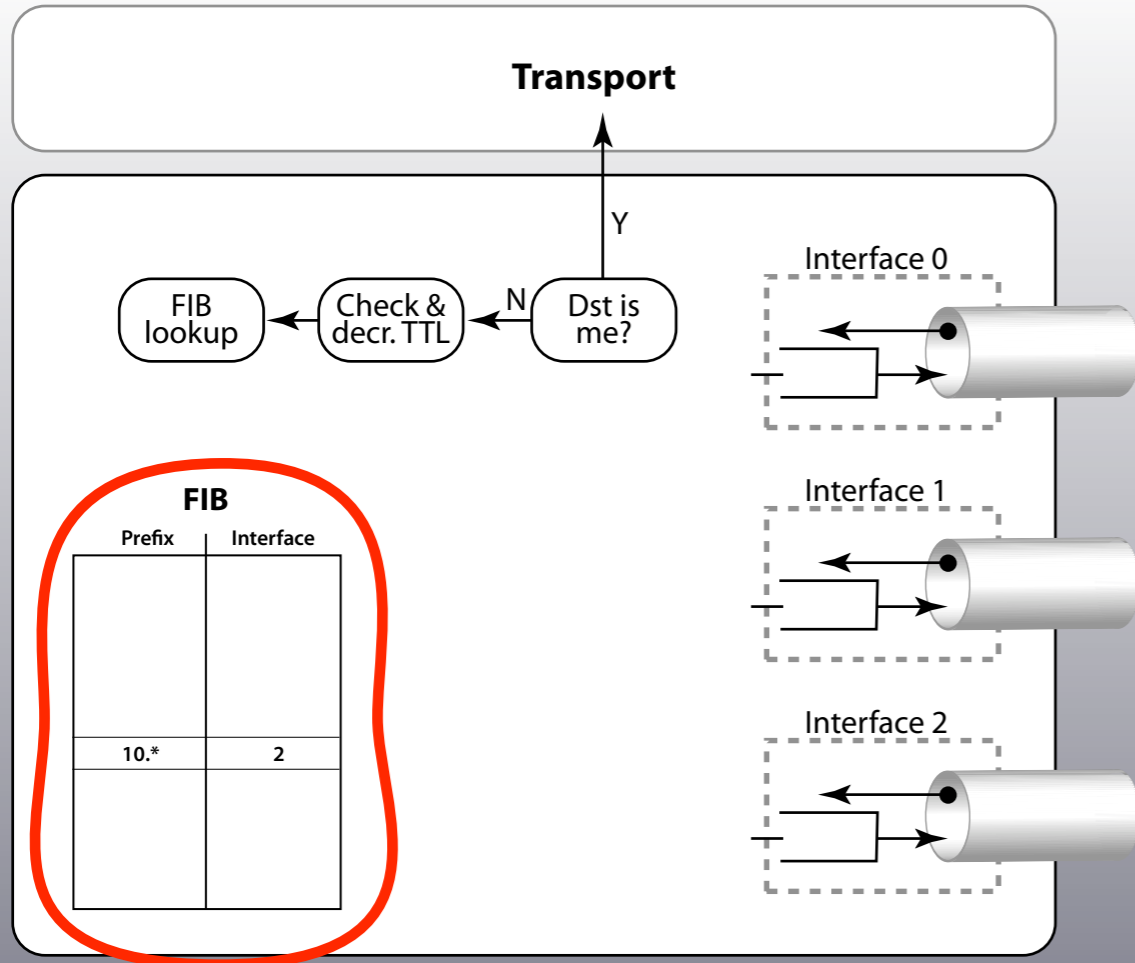 Transport
Y
Interface 0
FIB
lookup
Check &
decr. TTL
N
Dst is
me?
FIB
Prefix
Interface
10.*
2
Interface 1
Interface 2